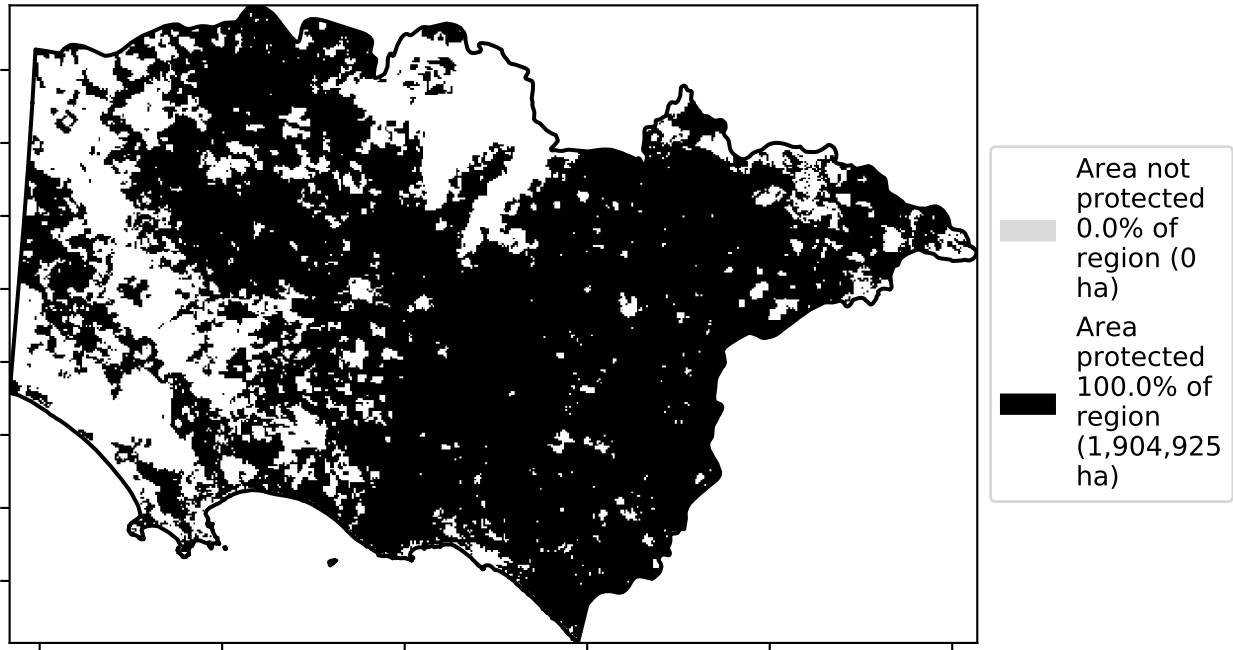 Area not
protected
0.0% of
region (0
ha)
Area
protected
100.0% of
region
(1,904,925
ha)